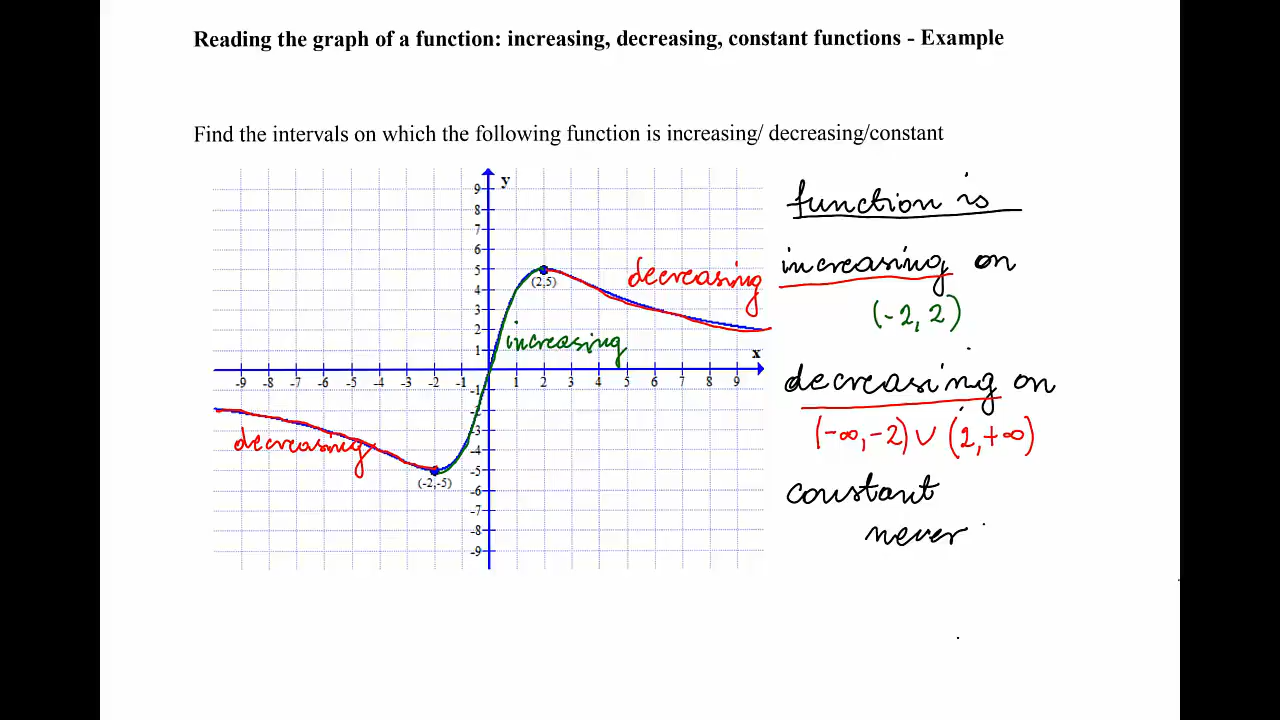 Reading the graph of a function: increasing, decreasing, constant functions - Example
Find the intervals on which the following function is increasing/ decreasing/constant
y
9
8
7
6
5
4
3
2
1
-1
-2
-3
-4
-5
-6
-7
-8
-9
x
-9 -8 -7 -6 -5 -4 -3 -2 -1 1 2 3 4 5 6 7 8 9
(2,5)
(-2,-5)
decreasing
increasing
decreasing
function is
increasing on
(-2, 2)
decreasing on
(-∞, -2) ∪ (2, +∞)
constant
never